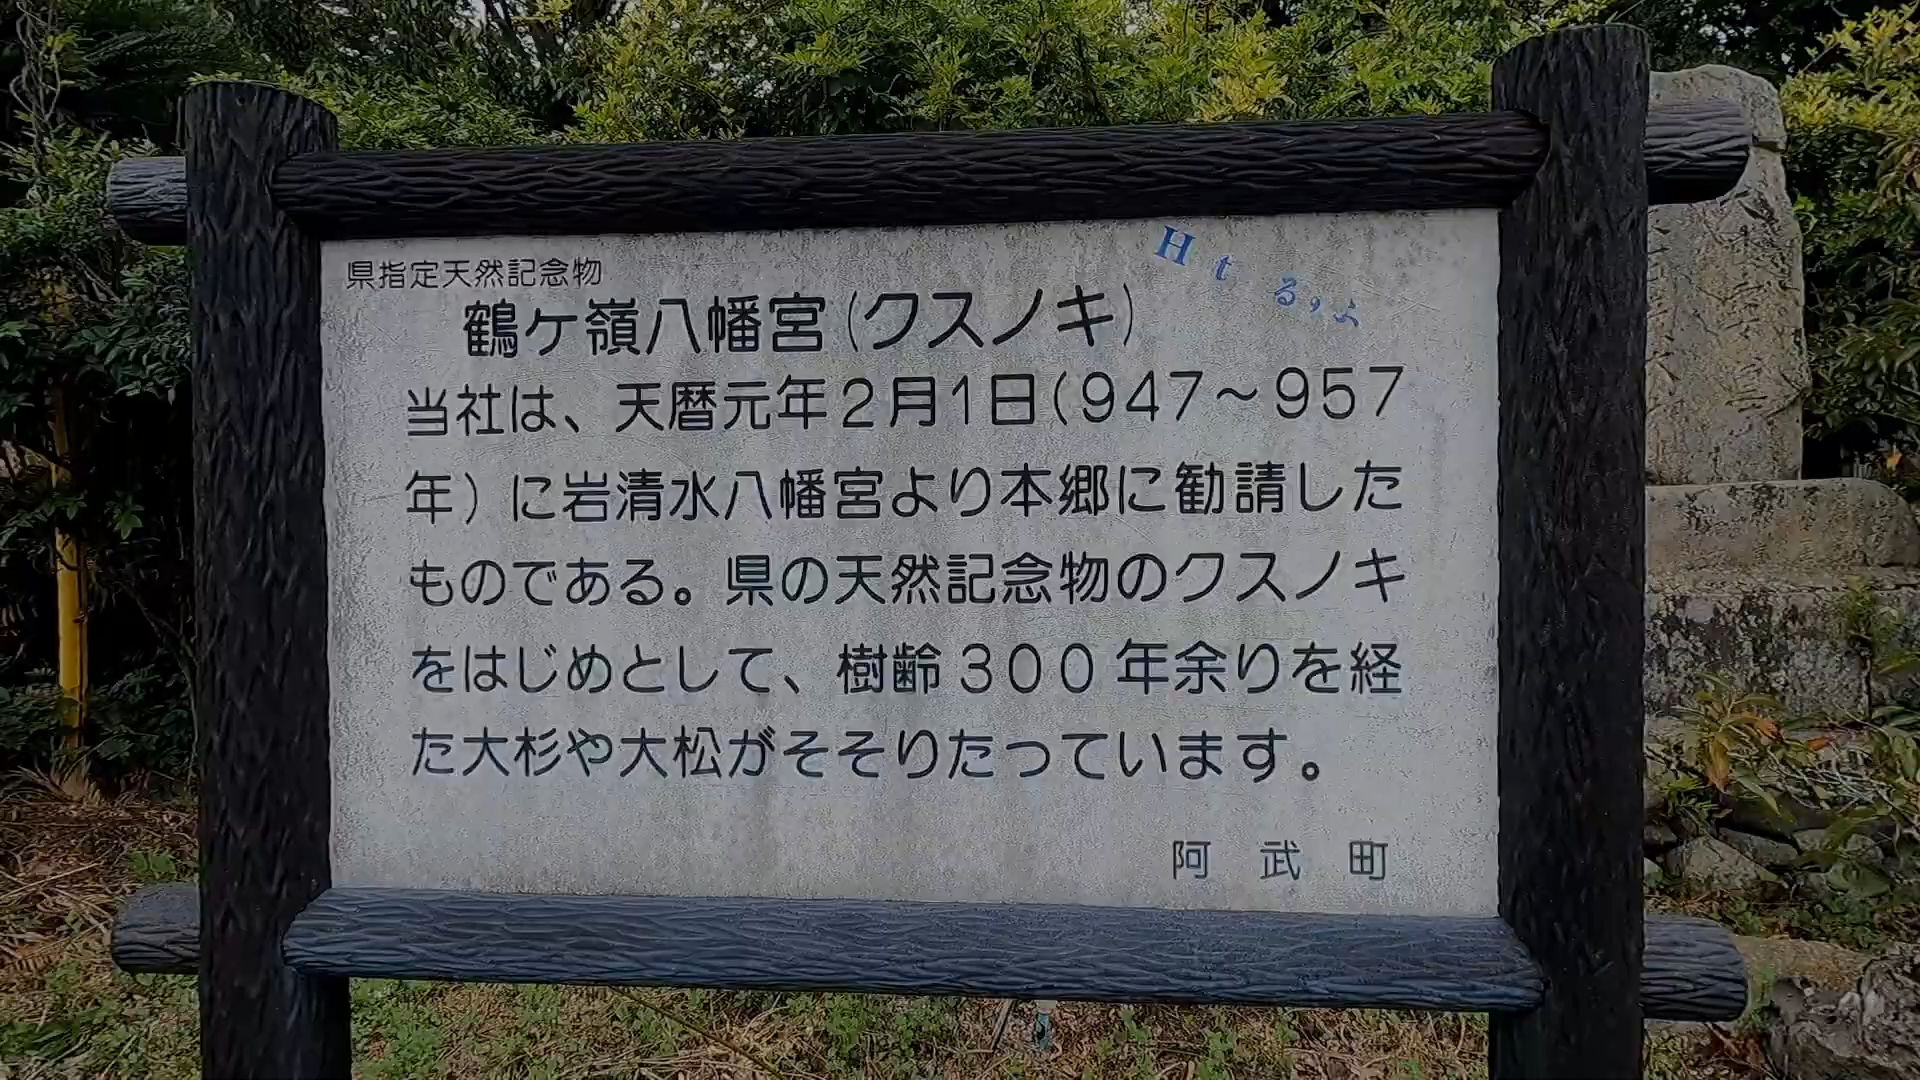 県指定天然記念物
鶴ケ嶺八幡宮(クスノキ)
当社は、天暦元年2月1日(947〜957
年)に岩清水八幡宮より本郷に勧請した
ものである。県の天然記念物のクスノキ
をはじめとして、樹齢300年余りを経
た大杉や大松がそそりたっています。
阿武町
H t る,よ